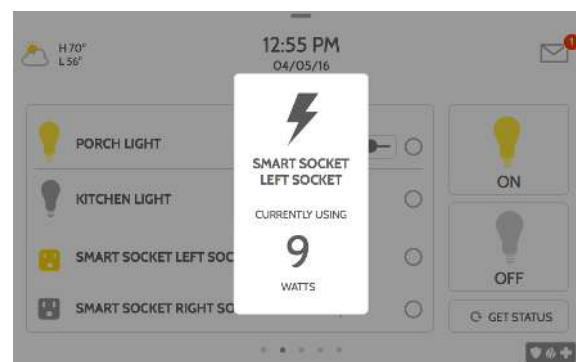 H 70°
L 56°
12:55 PM
04/05/16
1
PORCH LIGHT
KITCHEN LIGHT
SMART SOCKET LEFT SOC
SMART SOCKET RIGHT SO
SMART SOCKET
LEFT SOCKET
CURRENTLY USING
9
WATTS
ON
OFF
GET STATUS